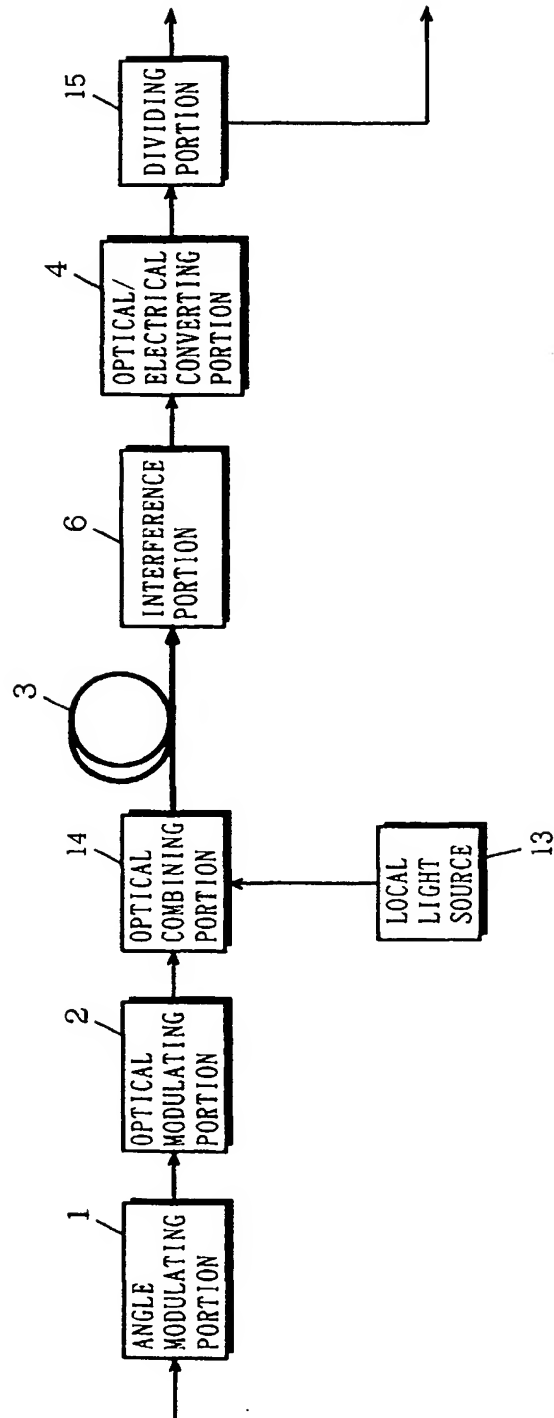 1
ANGLE
MODULATING
PORTION
2
OPTICAL
MODULATING
PORTION
14
OPTICAL
COMBINING
PORTION
LOCAL
LIGHT
SOURCE
13
3
6
INTERFERENCE
PORTION
4
OPTICAL/
ELECTRICAL
CONVERTING
PORTION
15
DIVIDING
PORTION